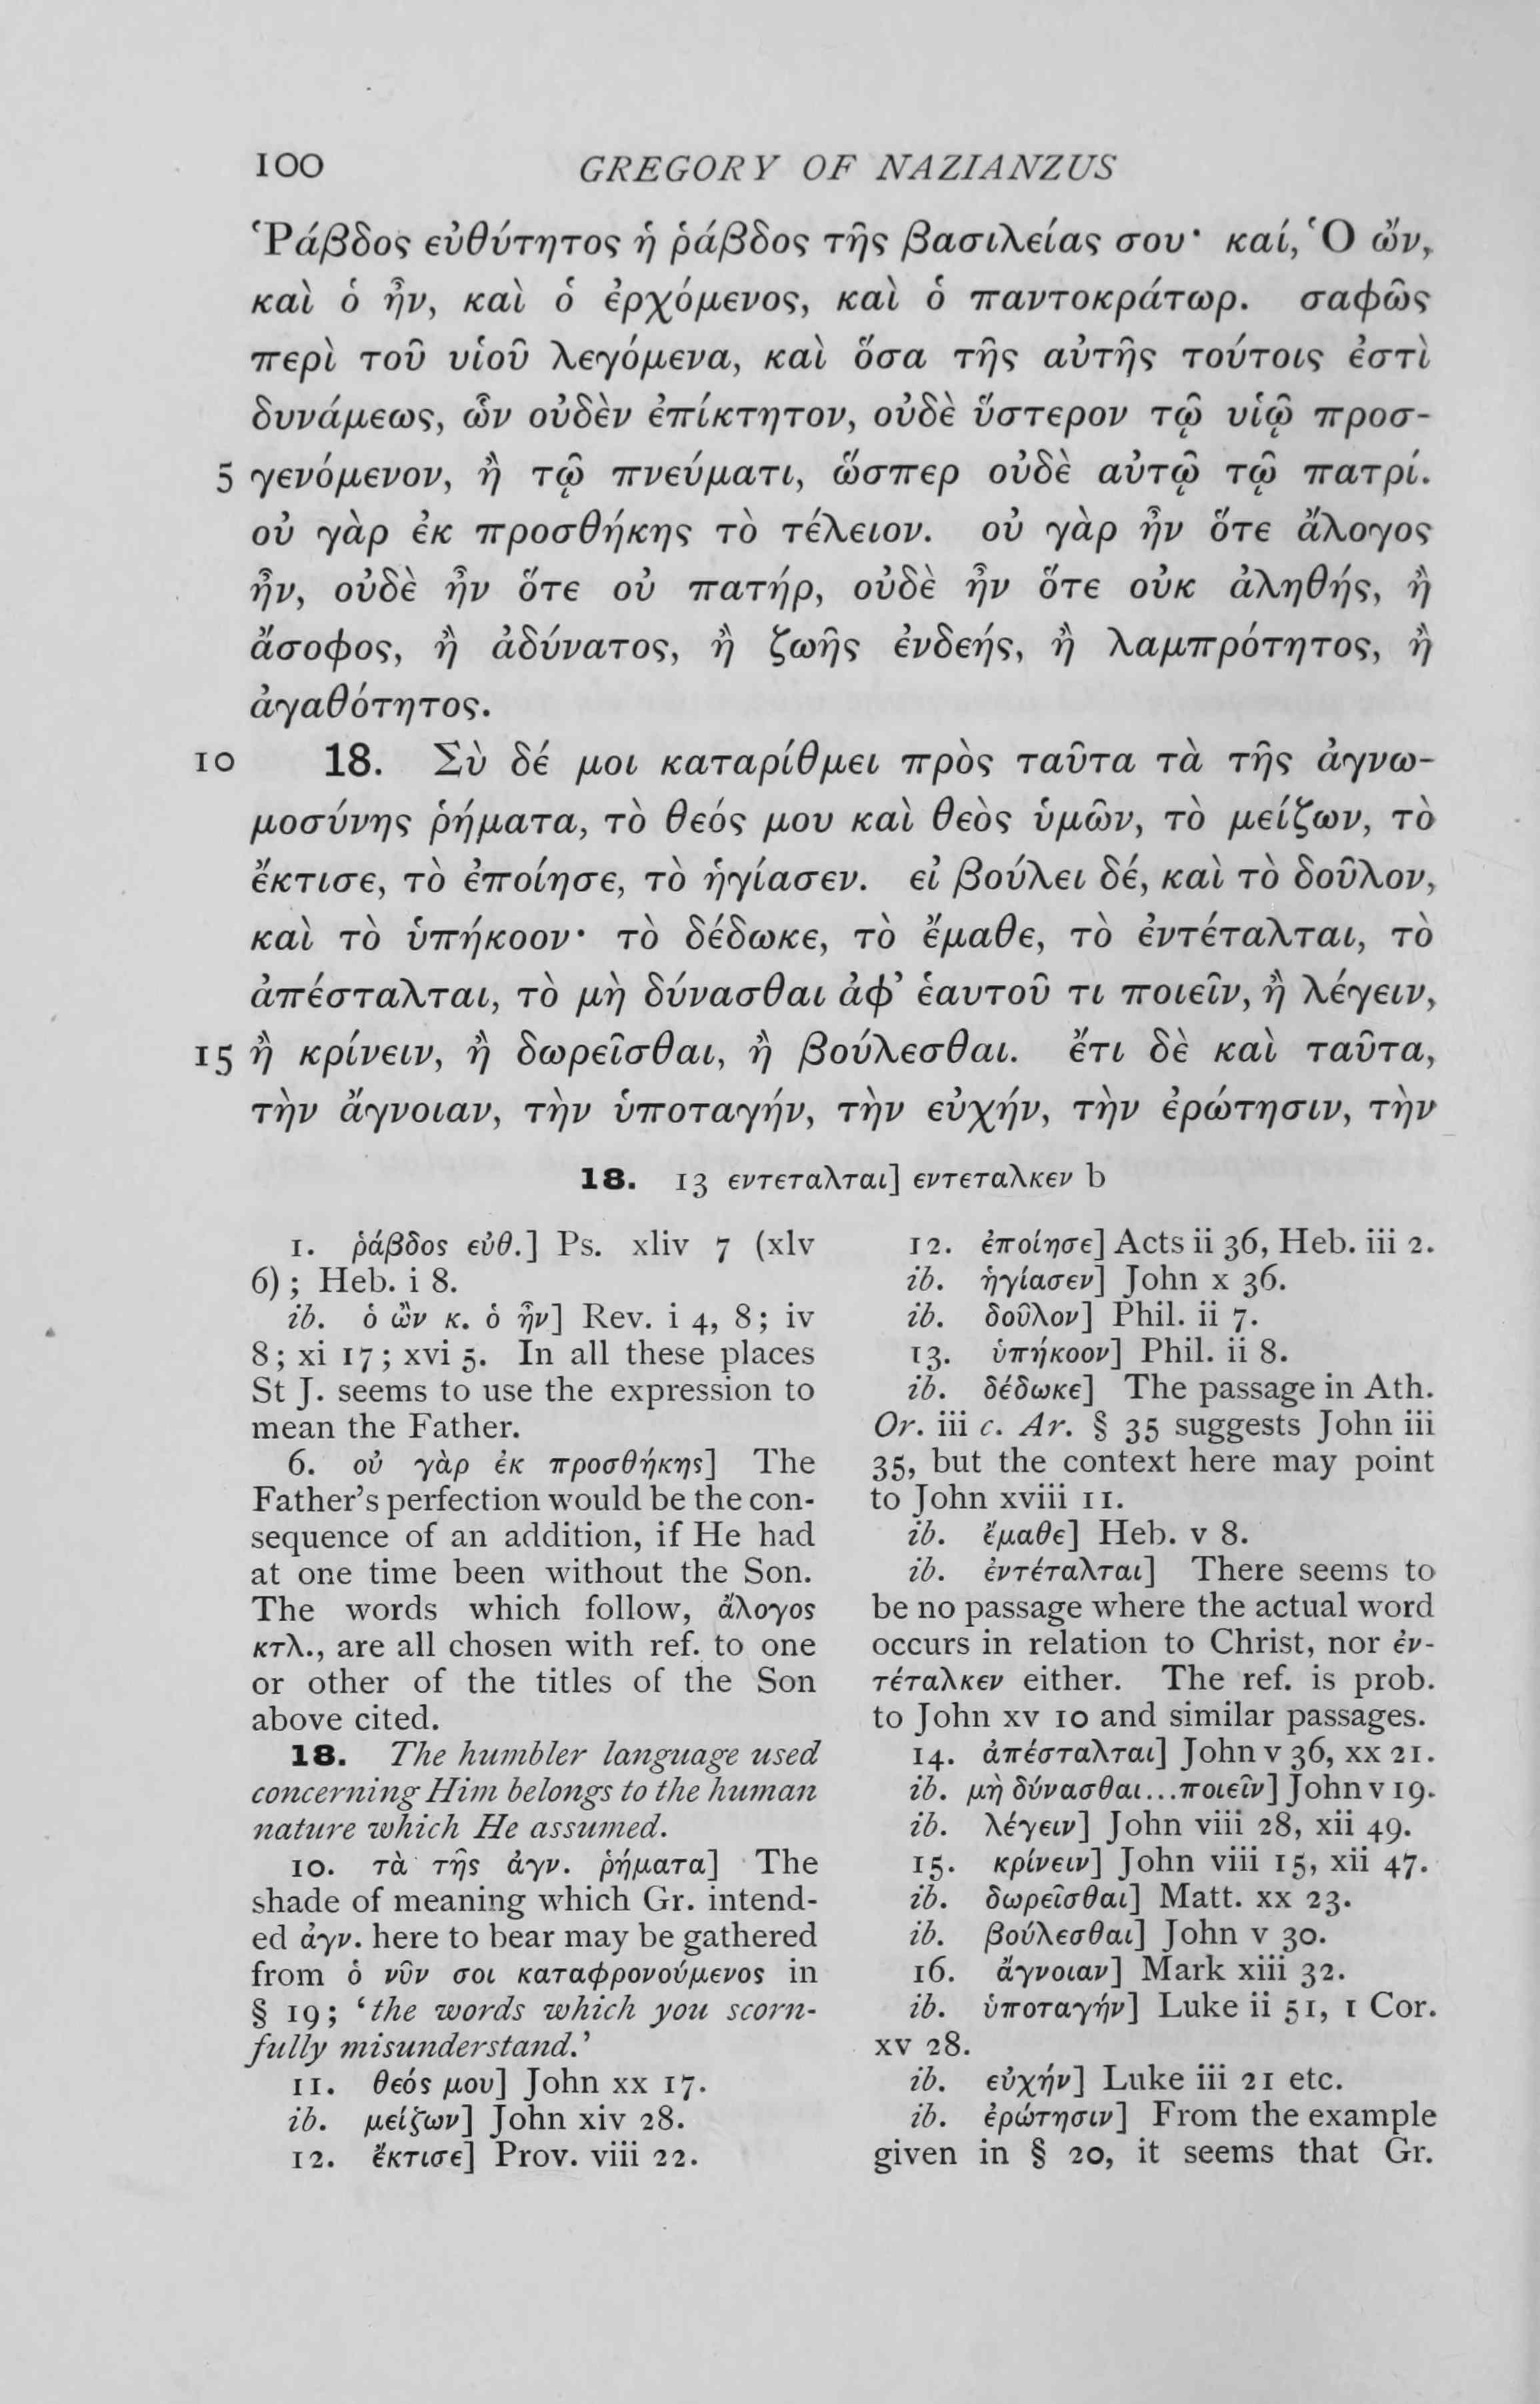 100 GREGORY OF NAZIANZUS
Ῥάβδος εὐθύτητος ἡ ῥάβδος τῆς βασιλείας σου· καί, Ὁ ὤν,
καὶ ὁ ἦν, καὶ ὁ ἐρχόμενος, καὶ ὁ παντοκράτωρ. σαφῶς
περὶ τοῦ υἱοῦ λεγόμενα, καὶ ὅσα τῆς αὐτῆς τούτοις ἐστὶ
δυνάμεως, ὧν οὐδὲν ἐπίκτητον, οὐδὲ ὕστερον τῷ υἱῷ προσ-
5 γενόμενον, ἢ τῷ πνεύματι, ὥσπερ οὐδὲ αὐτῷ τῷ πατρί.
οὐ γὰρ ἐκ προσθήκης τὸ τέλειον. οὐ γὰρ ἦν ὅτε ἄλογος
ἦν, οὐδὲ ἦν ὅτε οὐ πατήρ, οὐδὲ ἦν ὅτε οὐκ ἀληθής, ἢ
ἄσοφος, ἢ ἀδύνατος, ἢ ζωῆς ἐνδεής, ἢ λαμπρότητος, ἢ
ἀγαθότητος.
10 18. Σὺ δέ μοι καταρίθμει πρὸς ταῦτα τὰ τῆς ἀγνω-
μοσύνης ῥήματα, τὸ θεός μου καὶ θεὸς ὑμῶν, τὸ μείζων, τὸ
ἔκτισε, τὸ ἐποίησε, τὸ ἡγίασεν. εἰ βούλει δέ, καὶ τὸ δοῦλον,
καὶ τὸ ὑπήκοον· τὸ δέδωκε, τὸ ἔμαθε, τὸ ἐντέταλται, τὸ
ἀπέσταλται, τὸ μὴ δύνασθαι ἀφ’ ἑαυτοῦ τι ποιεῖν, ἢ λέγειν,
15 ἢ κρίνειν, ἢ δωρεῖσθαι, ἢ βούλεσθαι. ἔτι δὲ καὶ ταῦτα,
τὴν ἄγνοιαν, τὴν ὑποταγήν, τὴν εὐχήν, τὴν ἐρώτησιν, τὴν
18. 13 εντεταλται] εντεταλκεν b
1. ῥάβδος εὐθ.] Ps. xliv 7 (xlv
6); Heb. i 8.
ib. ὁ ὢν κ. ὁ ἦν] Rev. i 4, 8; iv
8; xi 17; xvi 5. In all these places
St J. seems to use the expression to
mean the Father.
6. οὐ γὰρ ἐκ προσθήκης] The
Father's perfection would be the con-
sequence of an addition, if He had
at one time been without the Son.
The words which follow, ἄλογος
κτλ., are all chosen with ref. to one
or other of the titles of the Son
above cited.
18. The humbler language used
concerning Him belongs to the human
nature which He assumed.
10. τὰ τῆς ἀγν. ῥήματα] The
shade of meaning which Gr. intend-
ed ἀγν. here to bear may be gathered
from ὁ νῦν σοι καταφρονούμενος in
§ 19; ‘the words which you scorn-
fully misunderstand.’
11. θεός μου] John xx 17.
ib. μείζων] John xiv 28.
12. ἔκτισε] Prov. viii 22.
12. ἐποίησε] Acts ii 36, Heb. iii 2.
ib. ἡγίασεν] John x 36.
ib. δοῦλον] Phil. ii 7.
13. ὑπήκοον] Phil. ii 8.
ib. δέδωκε] The passage in Ath.
Or. iii c. Ar. § 35 suggests John iii
35, but the context here may point
to John xviii 11.
ib. ἔμαθε] Heb. v 8.
ib. ἐντέταλται] There seems to
be no passage where the actual word
occurs in relation to Christ, nor ἐν-
τέταλκεν either. The ref. is prob.
to John xv 10 and similar passages.
14. ἀπέσταλται] John v 36, xx 21.
ib. μὴ δύνασθαι...ποιεῖν] John v 19.
ib. λέγειν] John viii 28, xii 49.
15. κρίνειν] John viii 15, xii 47.
ib. δωρεῖσθαι] Matt. xx 23.
ib. βούλεσθαι] John v 30.
16. ἄγνοιαν] Mark xiii 32.
ib. ὑποταγήν] Luke ii 51, 1 Cor.
xv 28.
ib. εὐχήν] Luke iii 21 etc.
ib. ἐρώτησιν] From the example
given in § 20, it seems that Gr.